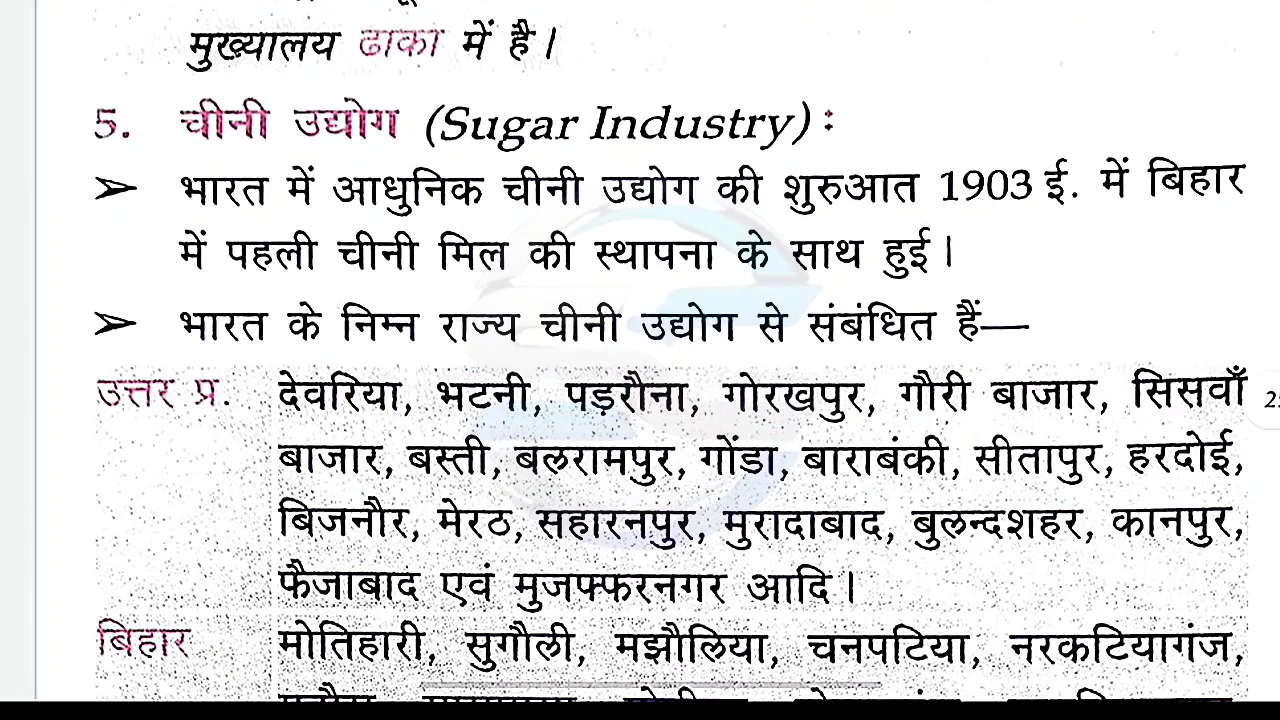 मुख्यालय ढाका में है।
5. चीनी उद्योग (Sugar Industry) :
➢ भारत में आधुनिक चीनी उद्योग की शुरुआत 1903 ई. में बिहार
में पहली चीनी मिल की स्थापना के साथ हुई।
➢ भारत के निम्न राज्य चीनी उद्योग से संबंधित हैं—
उत्तर प्र. देवरिया, भटनी, पड़रौना, गोरखपुर, गौरी बाजार, सिसवाँ
बाजार, बस्ती, बलरामपुर, गोंडा, बाराबंकी, सीतापुर, हरदोई,
बिजनौर, मेरठ, सहारनपुर, मुरादाबाद, बुलन्दशहर, कानपुर,
फैजाबाद एवं मुजफ्फरनगर आदि।
बिहार मोतिहारी, सुगौली, मझौलिया, चनपटिया, नरकटियागंज,